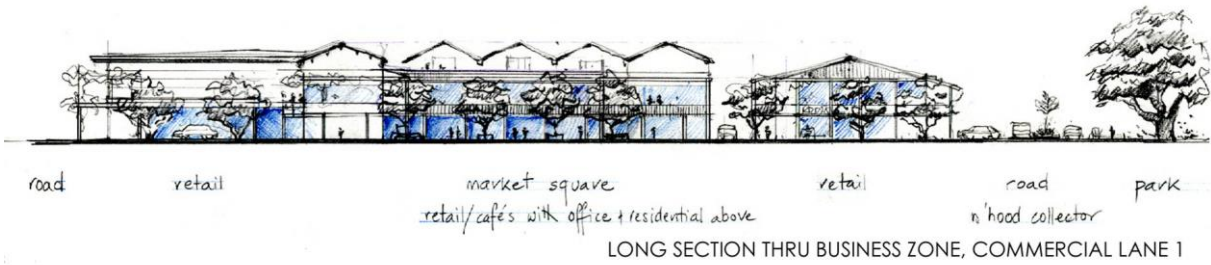 road retail market square retail road park
retail/cafés with office + residential above n'hood collector
LONG SECTION THRU BUSINESS ZONE, COMMERCIAL LANE 1